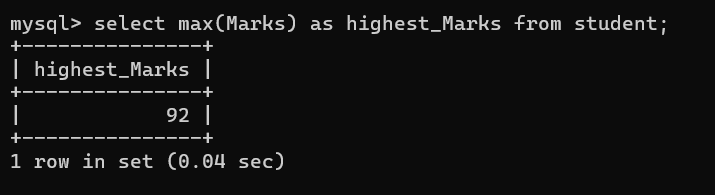 mysql> select max(Marks) as highest_Marks from student;
+---------------+
| highest_Marks |
+---------------+
|            92 |
+---------------+
1 row in set (0.04 sec)